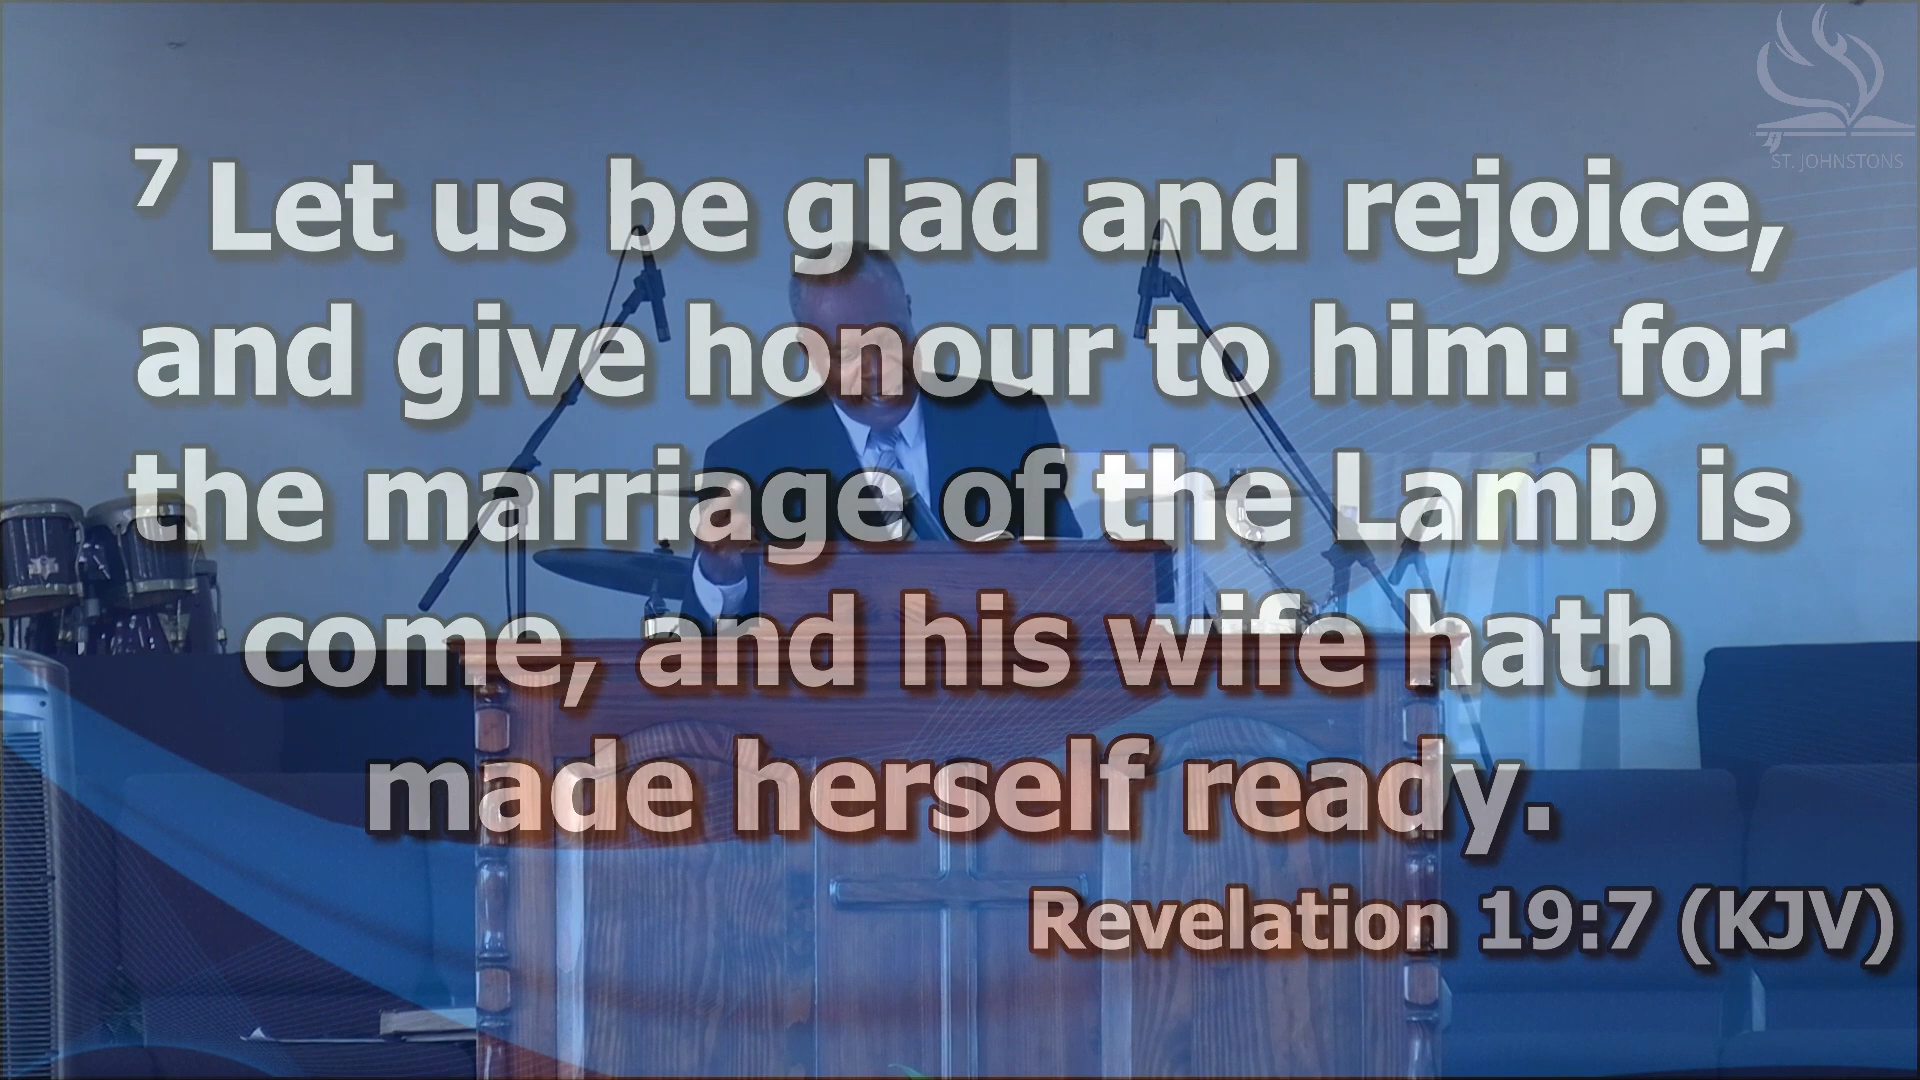 ST. JOHNSTONS
7 Let us be glad and rejoice,
and give honour to him: for
the marriage of the Lamb is
come, and his wife hath
made herself ready.
Revelation 19:7 (KJV)